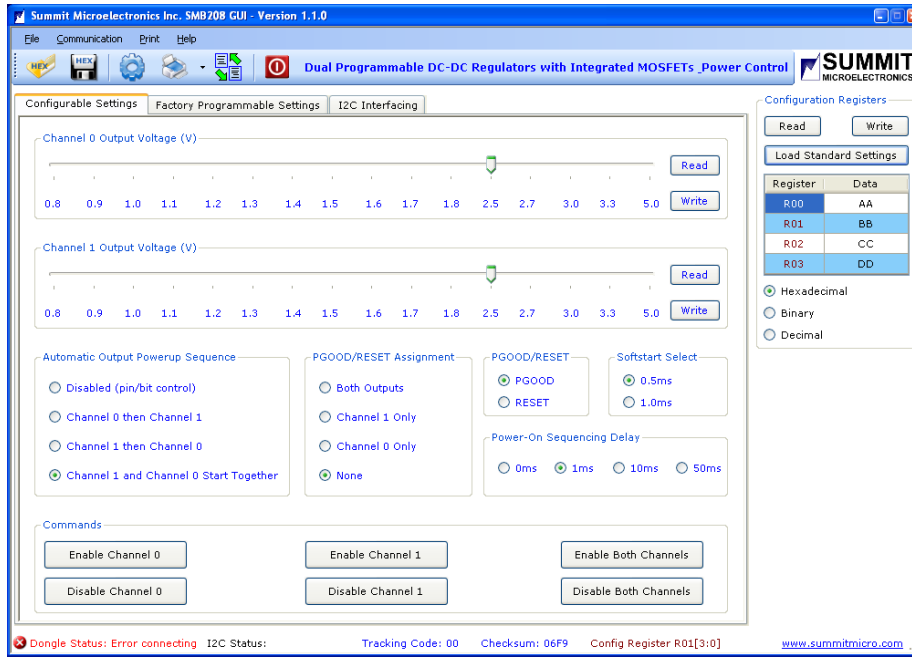 Summit Microelectronics Inc. SMB208 GUI - Version 1.1.0
File Communication Print Help
HEX HEX Dual Programmable DC-DC Regulators with Integrated MOSFETs _Power Control SUMMIT
MICROELECTRONICS
Configurable Settings Factory Programmable Settings I2C Interfacing
Channel 0 Output Voltage (V)
Read
0.8 0.9 1.0 1.1 1.2 1.3 1.4 1.5 1.6 1.7 1.8 2.5 2.7 3.0 3.3 5.0 Write
Channel 1 Output Voltage (V)
Read
0.8 0.9 1.0 1.1 1.2 1.3 1.4 1.5 1.6 1.7 1.8 2.5 2.7 3.0 3.3 5.0 Write
Automatic Output Powerup Sequence
Disabled (pin/bit control)
Channel 0 then Channel 1
Channel 1 then Channel 0
Channel 1 and Channel 0 Start Together
PGOOD/RESET Assignment
Both Outputs
Channel 1 Only
Channel 0 Only
None
PGOOD/RESET
PGOOD
RESET
Softstart Select
0.5ms
1.0ms
Power-On Sequencing Delay
0ms 1ms 10ms 50ms
Commands
Enable Channel 0 Enable Channel 1 Enable Both Channels
Disable Channel 0 Disable Channel 1 Disable Both Channels
Configuration Registers
Read Write
Load Standard Settings
Register Data
R00 AA
R01 BB
R02 CC
R03 DD
Hexadecimal
Binary
Decimal
Dongle Status: Error connecting I2C Status: Tracking Code: 00 Checksum: 06F9 Config Register R01[3:0] www.summitmicro.com